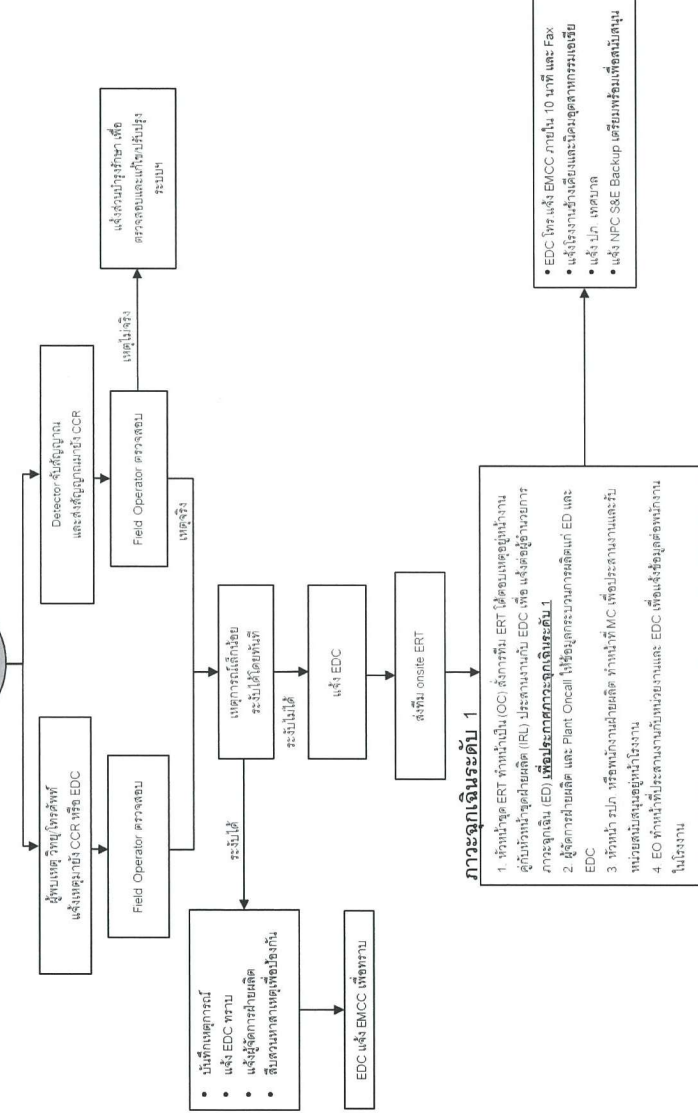 ผู้พบเหตุ วิทยุ/โทรศัพท์
แจ้งเหตุมายัง CCR หรือ EDC
Detector จับสัญญาณ
และส่งสัญญาณมายัง CCR
Field Operator ตรวจสอบ
Field Operator ตรวจสอบ
เหตุไม่จริง
แจ้งส่วนบำรุงรักษา เพื่อ
ตรวจสอบและแก้ไข/ปรับปรุง
ระบบฯ
เหตุจริง
เหตุการณ์เล็กน้อย
ระงับได้โดยทันที
ระงับได้
ระงับไม่ได้
• บันทึกเหตุการณ์
• แจ้ง EDC ทราบ
• แจ้งผู้จัดการฝ่ายผลิต
• สืบสวนหาสาเหตุเพื่อป้องกัน
EDC แจ้ง EMCC เพื่อทราบ
แจ้ง EDC
ส่งทีม onsite ERT
ภาวะฉุกเฉินระดับ 1
1. หัวหน้าชุด ERT ทำหน้าเป็น (OC) สั่งการทีม ERT โต้ตอบเหตุอยู่หน้างาน
คู่กับหัวหน้าชุดฝ่ายผลิต (IRL) ประสานงานกับ EDC เพื่อ แจ้งต่อผู้อำนวยการ
ภาวะฉุกเฉิน (ED) เพื่อประกาศภาวะฉุกเฉินระดับ 1
2. ผู้จัดการฝ่ายผลิต และ Plant Oncall ให้ข้อมูลกระบวนการผลิตแก่ ED และ
EDC
3 หัวหน้า รปภ. หรือพนักงานฝ่ายผลิต ทำหน้าที่ MC เพื่อประสานงานและรับ
หน่วยสนับสนุนอยู่หน้าโรงงาน
4 EO ทำหน้าที่ประสานงานกับหน่วยงานและ EDC เพื่อแจ้งข้อมูลต่อพนักงาน
ในโรงงาน
• EDC โทร.แจ้ง EMCC ภายใน 10 นาที และ Fax
• แจ้งโรงงานข้างเคียงและนิคมอุตสาหกรรมเอเซีย
• แจ้ง ปภ. เทศบาล
• แจ้ง NPC S&E Backup เตรียมพร้อมเพื่อสนับสนุน